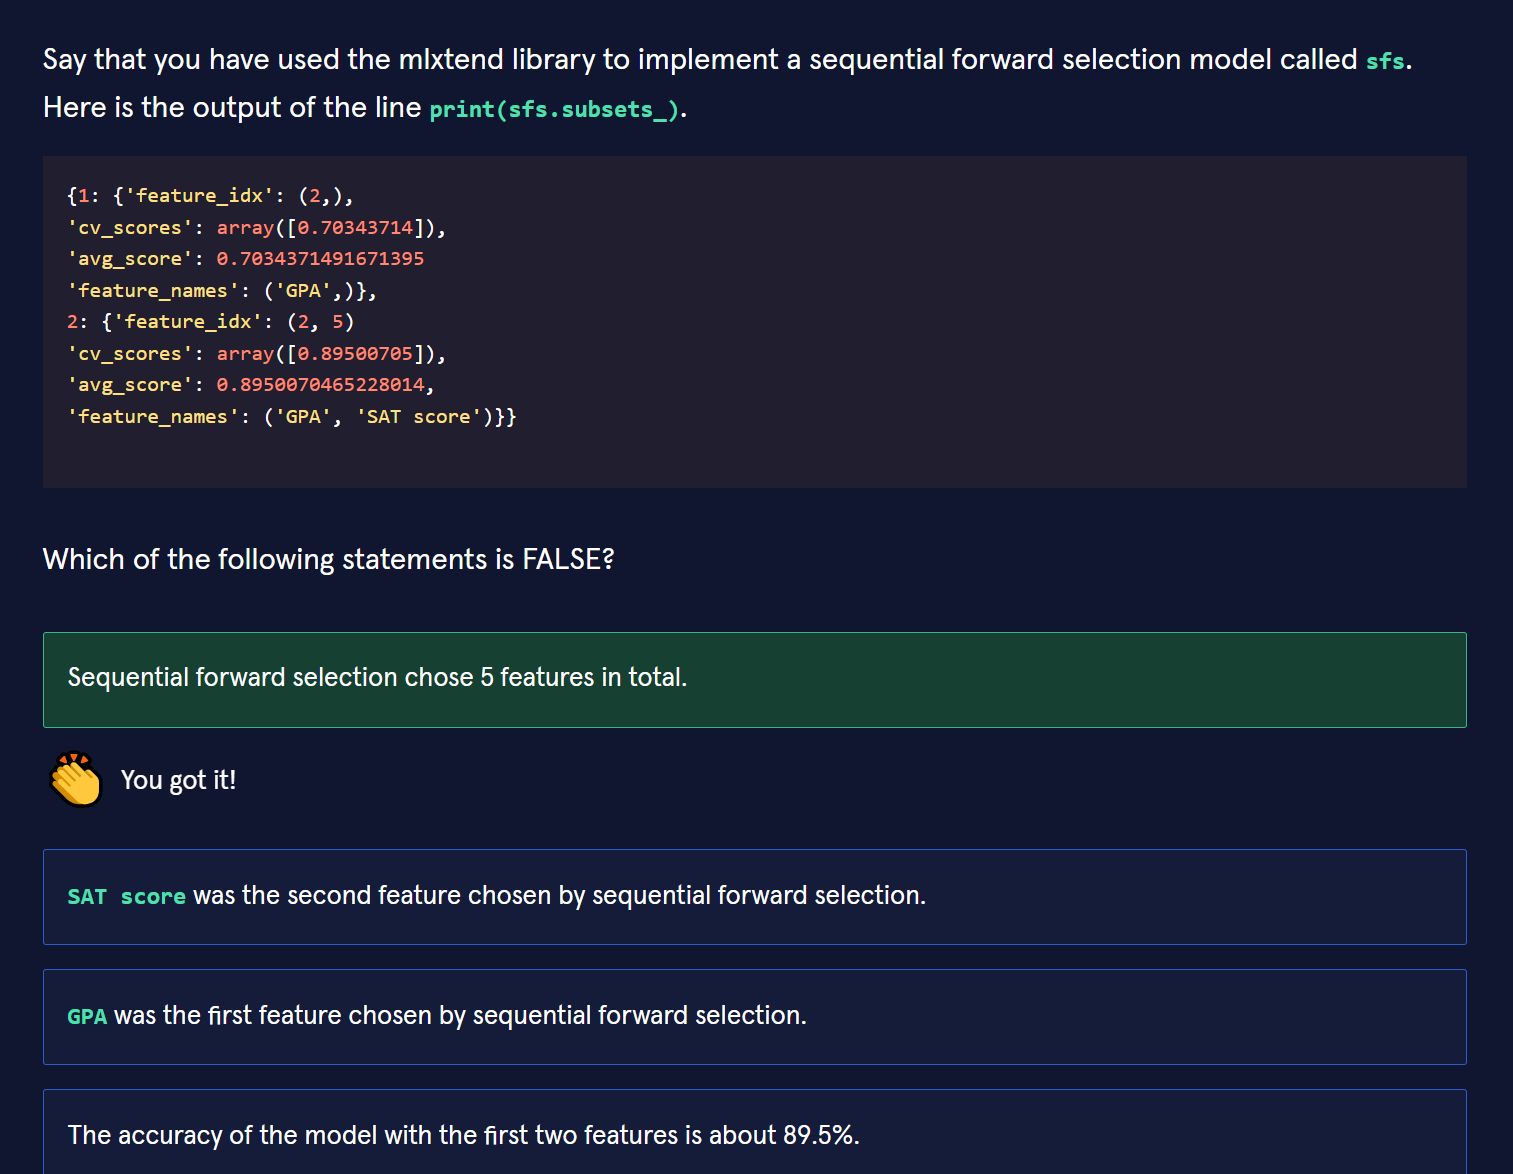 Say that you have used the mlxtend library to implement a sequential forward selection model called sfs.
Here is the output of the line print(sfs.subsets_).
{1: {'feature_idx': (2,),
'cv_scores': array([0.70343714]),
'avg_score': 0.7034371491671395
'feature_names': ('GPA',)},
2: {'feature_idx': (2, 5)
'cv_scores': array([0.89500705]),
'avg_score': 0.8950070465228014,
'feature_names': ('GPA', 'SAT score')}}
Which of the following statements is FALSE?
Sequential forward selection chose 5 features in total.
You got it!
SAT score was the second feature chosen by sequential forward selection.
GPA was the first feature chosen by sequential forward selection.
The accuracy of the model with the first two features is about 89.5%.